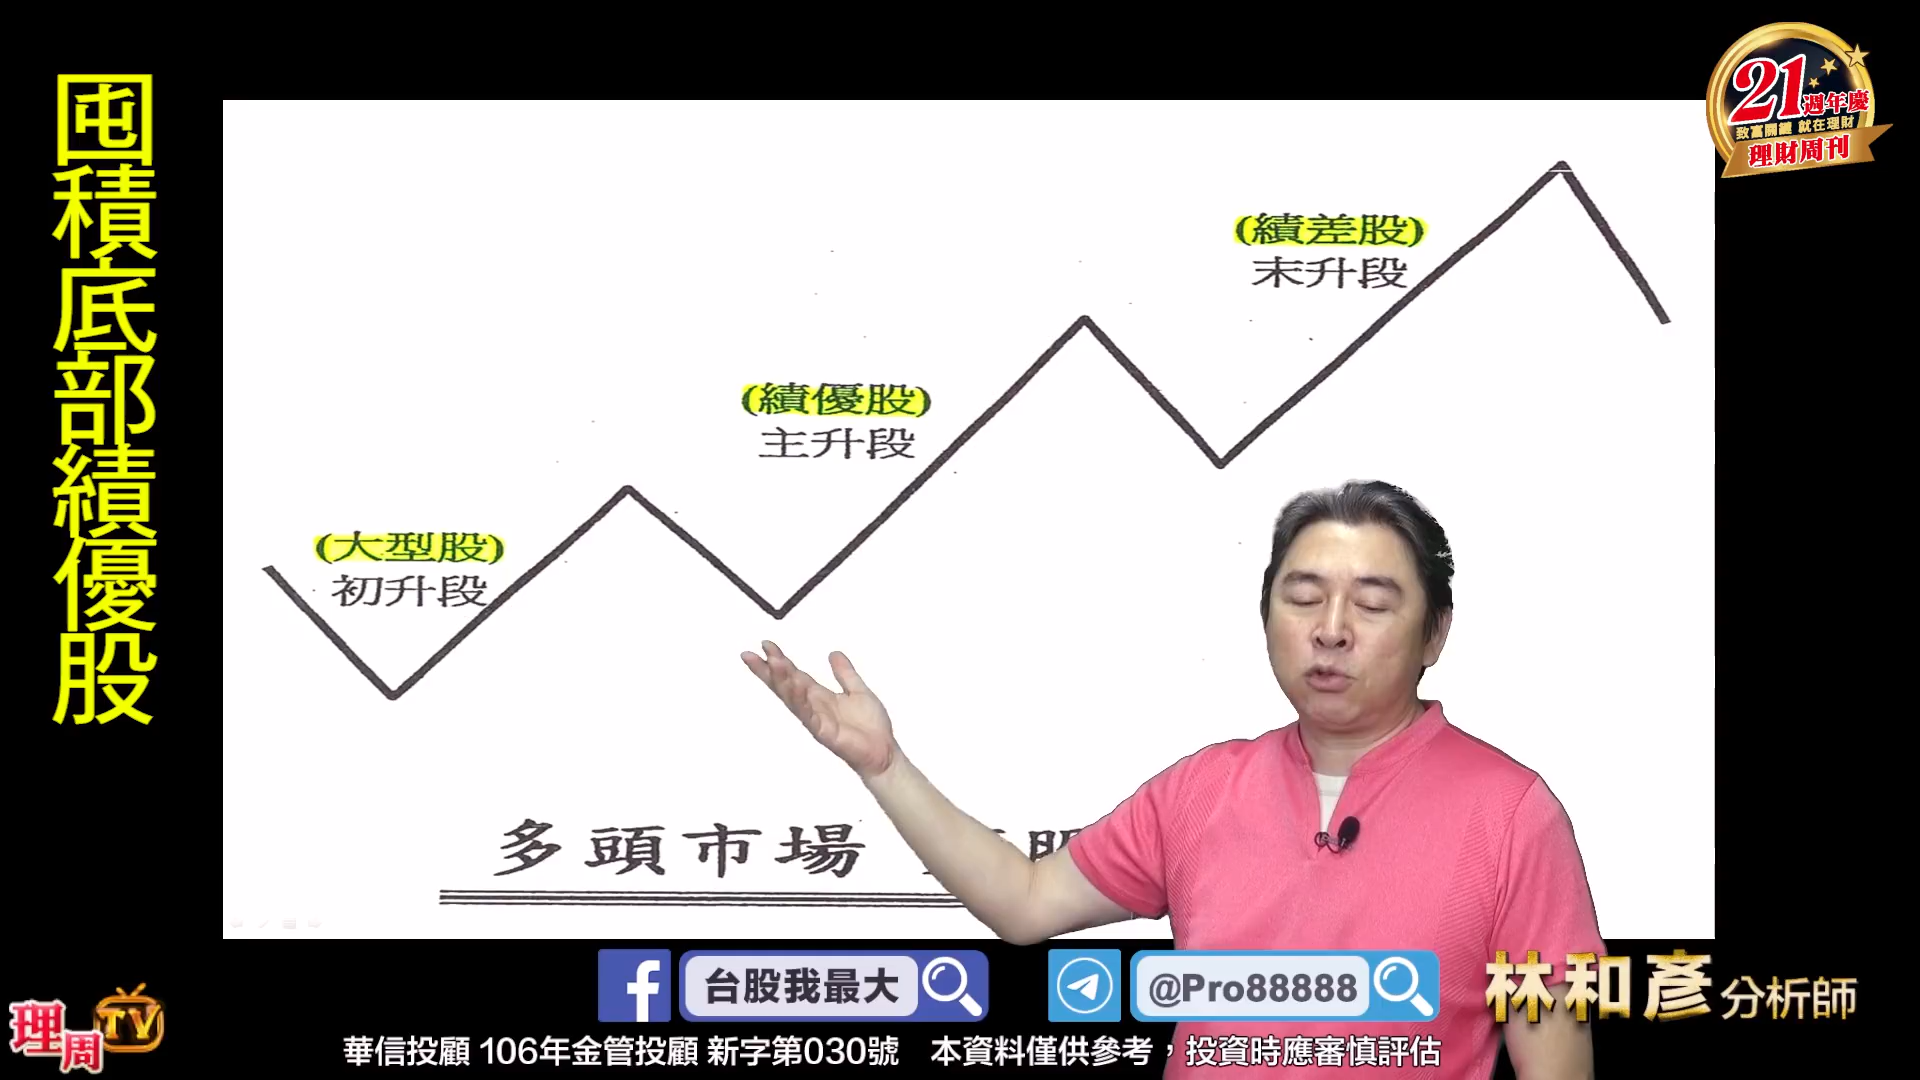 囤積底部績優股
21週年慶
致富關鍵 就在理財
理財周刊
(績差股)
末升段
(績優股)
主升段
(大型股)
初升段
多頭市場
台股我最大
@Pro88888
林和彥 分析師
理周TV
華信投顧 106年金管投顧 新字第030號 本資料僅供參考，投資時應審慎評估